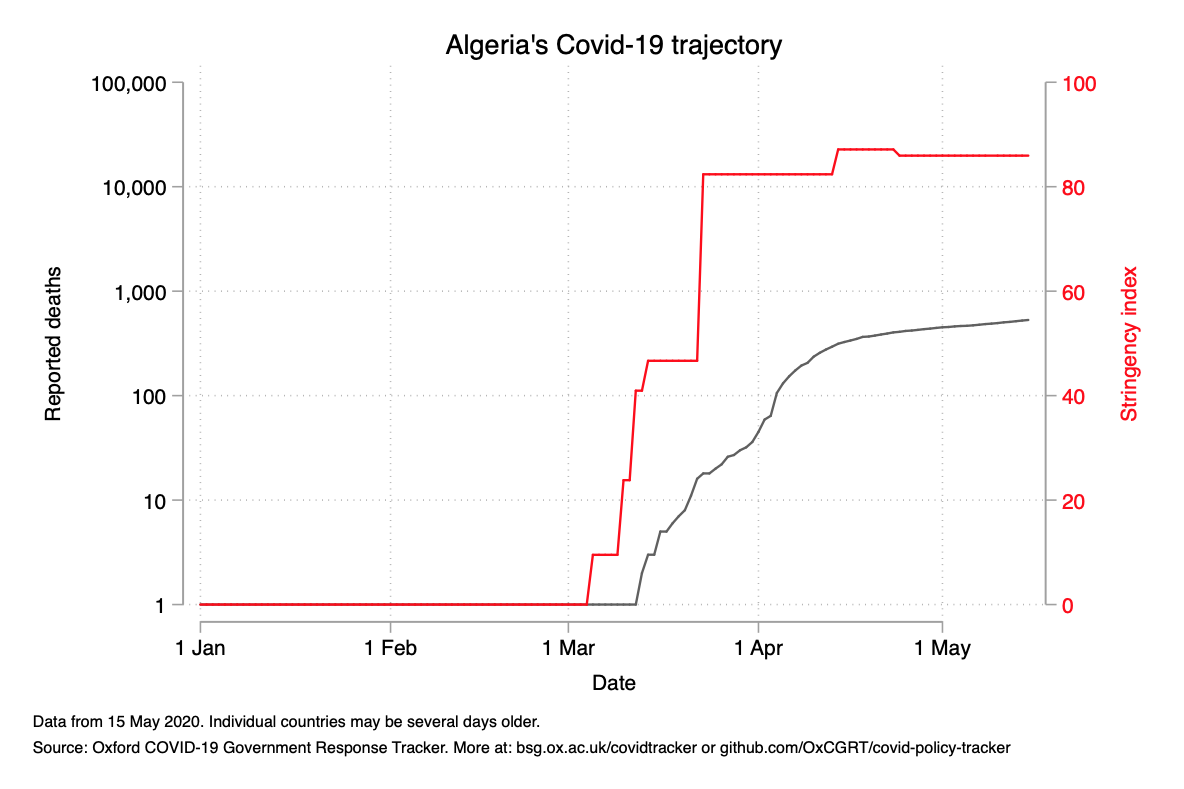 Algeria's Covid-19 trajectory
100,000
10,000
1,000
100
10
1
Reported deaths
100
80
60
40
20
0
Stringency index
1 Jan
1 Feb
1 Mar
1 Apr
1 May
Date
Data from 15 May 2020. Individual countries may be several days older.
Source: Oxford COVID-19 Government Response Tracker. More at: bsg.ox.ac.uk/covidtracker or github.com/OxCGRT/covid-policy-tracker